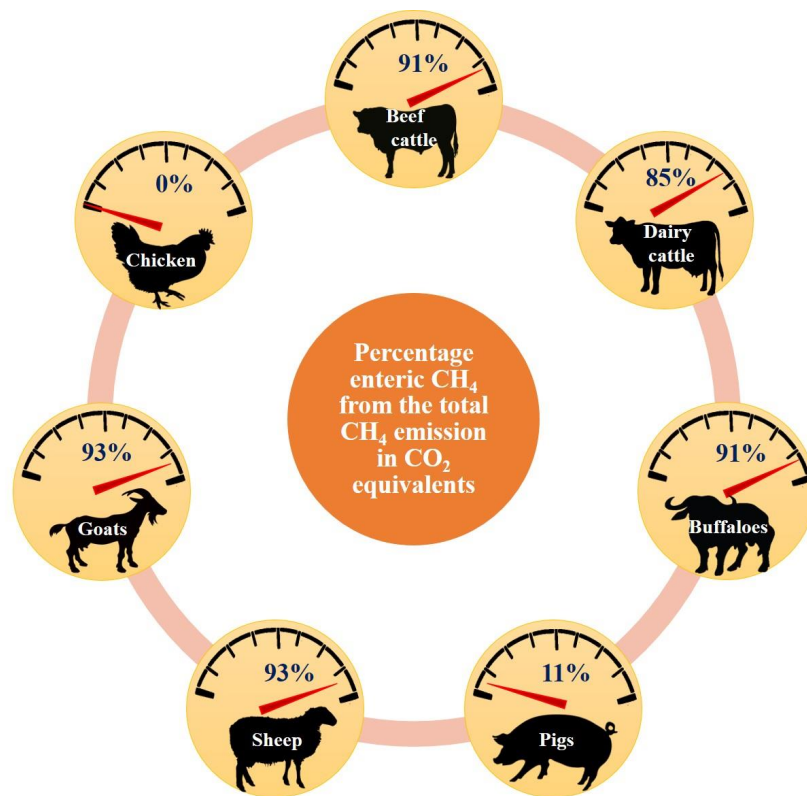 91%
Beef
cattle
85%
Dairy
cattle
91%
Buffaloes
11%
Pigs
93%
Sheep
93%
Goats
0%
Chicken
Percentage
enteric CH₄
from the total
CH₄ emission
in CO₂
equivalents